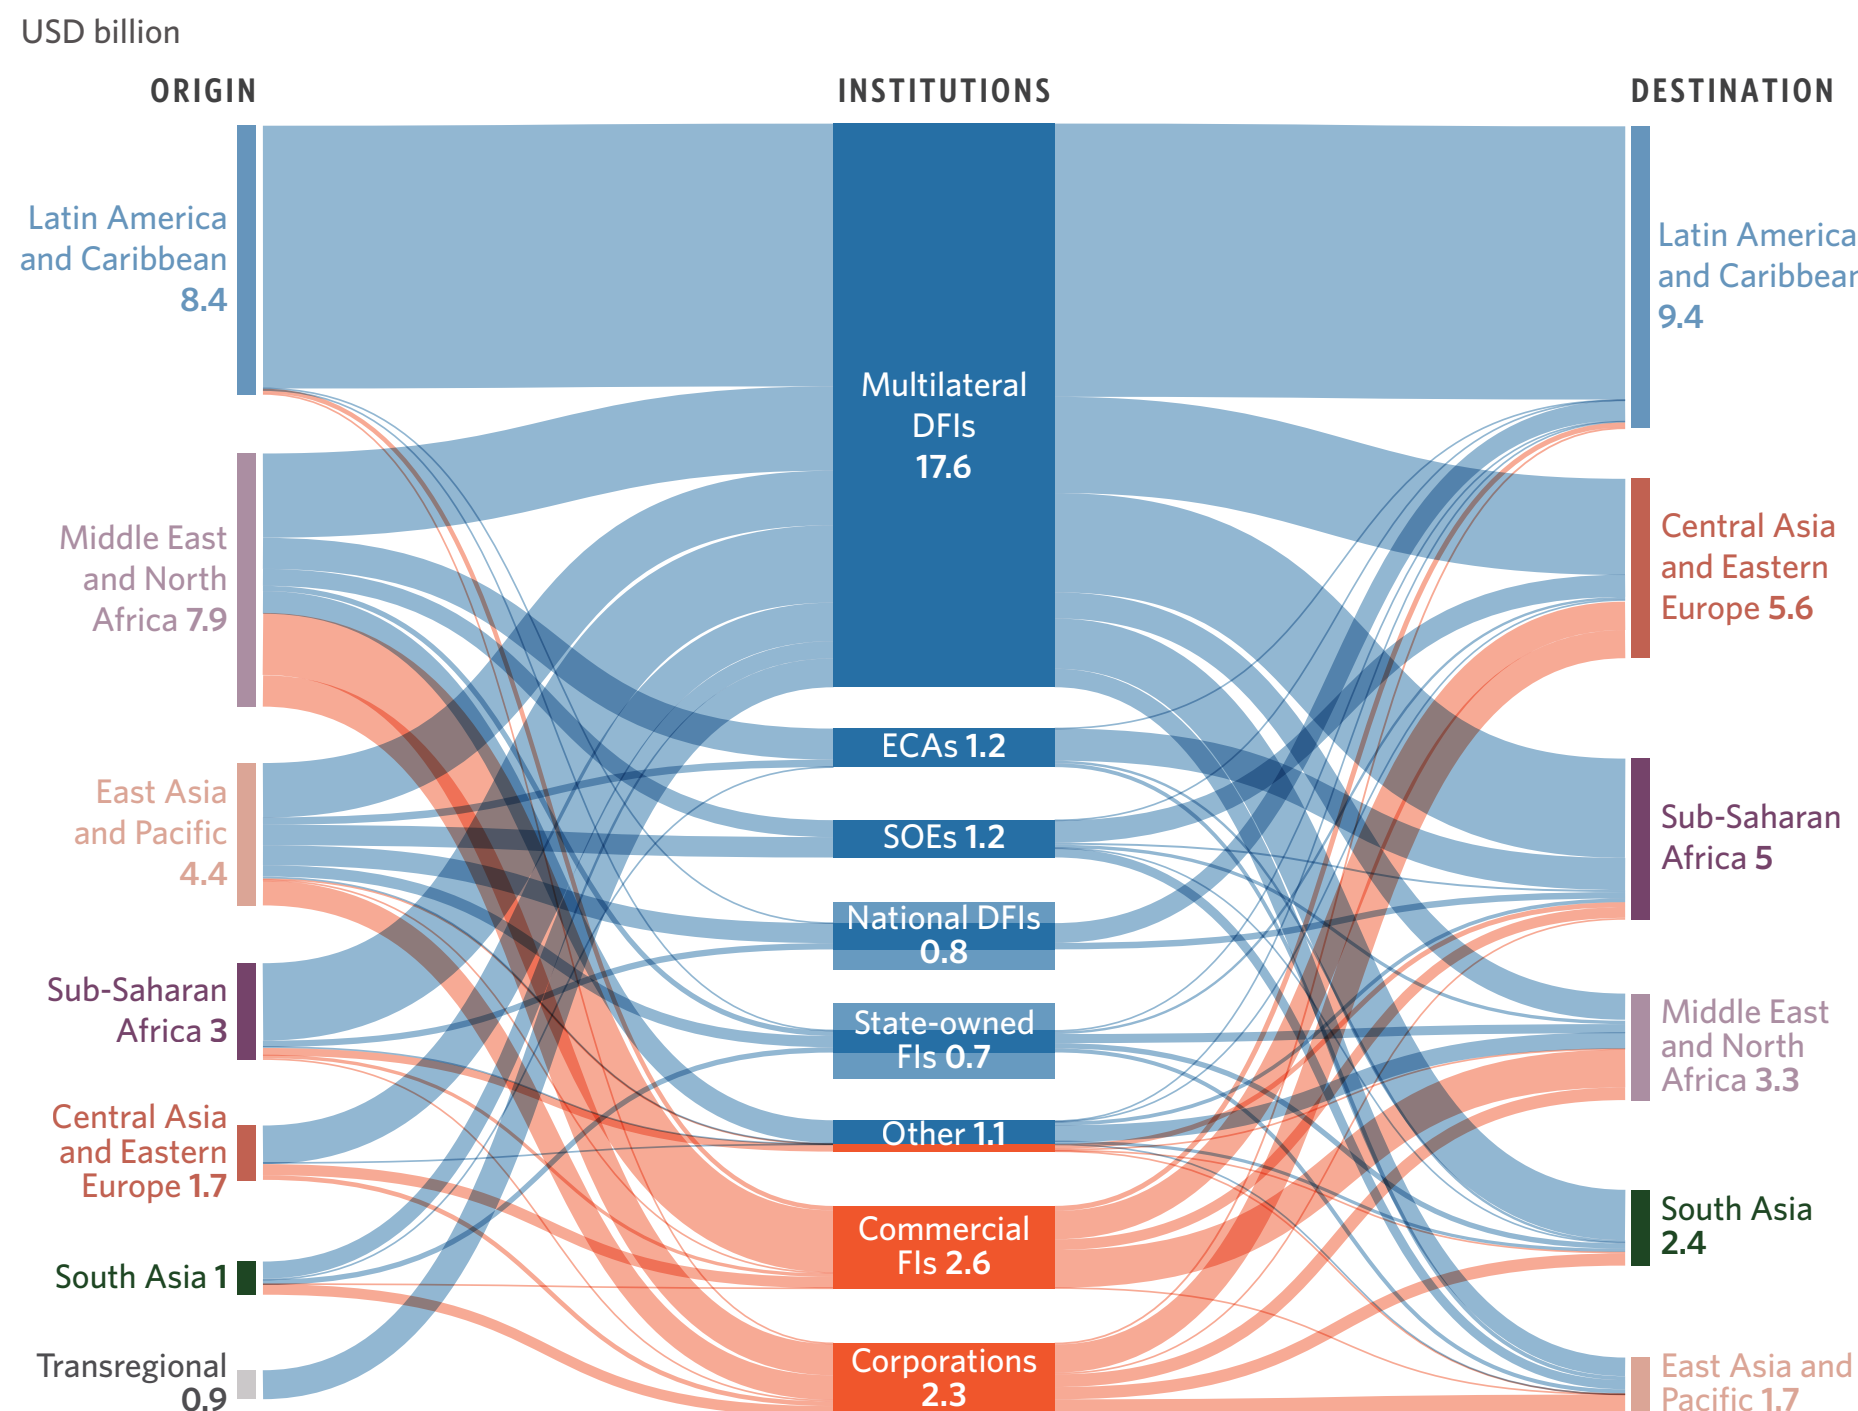 USD billion
ORIGIN
INSTITUTIONS
DESTINATION
Latin America
and Caribbean
8.4
Middle East
and North
Africa 7.9
East Asia
and Pacific
4.4
Sub-Saharan
Africa 3
Central Asia
and Eastern
Europe 1.7
South Asia 1
Transregional
0.9
Multilateral
DFIs
17.6
ECAs 1.2
SOEs 1.2
National DFIs
0.8
State-owned
FIs 0.7
Other 1.1
Commercial
FIs 2.6
Corporations
2.3
Latin America
and Caribbean
9.4
Central Asia
and Eastern
Europe 5.6
Sub-Saharan
Africa 5
Middle East
and North
Africa 3.3
South Asia
2.4
East Asia and
Pacific 1.7